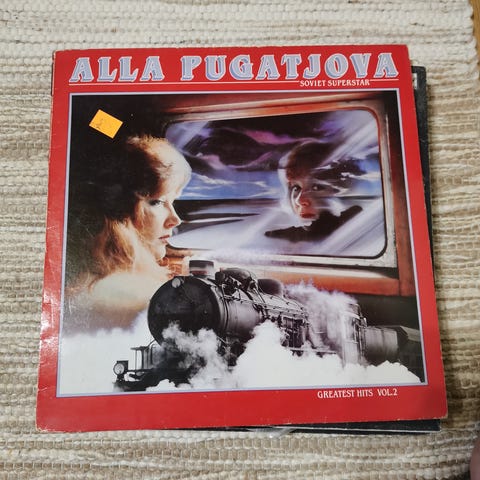 ALLA PUGATJOVA
"SOVIET SUPERSTAR"
GREATEST HITS VOL.2